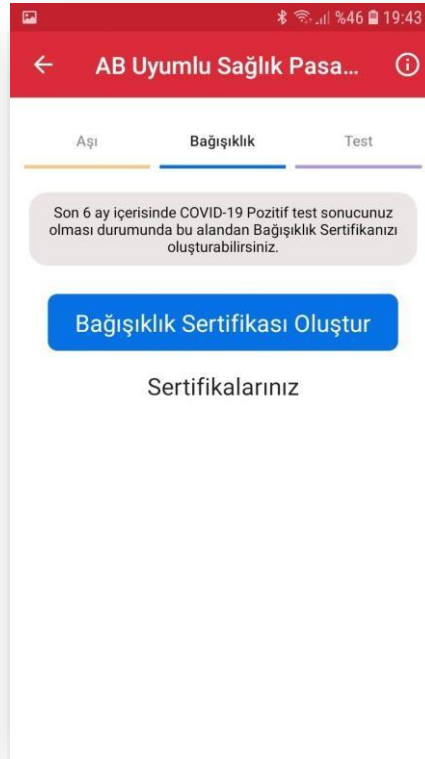 %46 19:43
AB Uyumlu Sağlık Pasa...
Aşı Bağışıklık Test
Son 6 ay içerisinde COVID-19 Pozitif test sonucunuz
olması durumunda bu alandan Bağışıklık Sertifikanızı
oluşturabilirsiniz.
Bağışıklık Sertifikası Oluştur
Sertifikalarınız